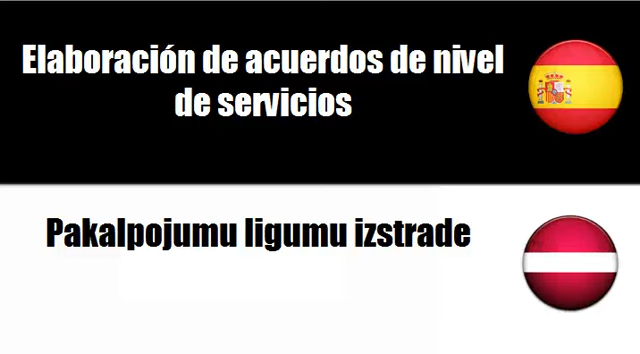 Elaboración de acuerdos de nivel
de servicios
Pakalpojumu ligumu izstrade